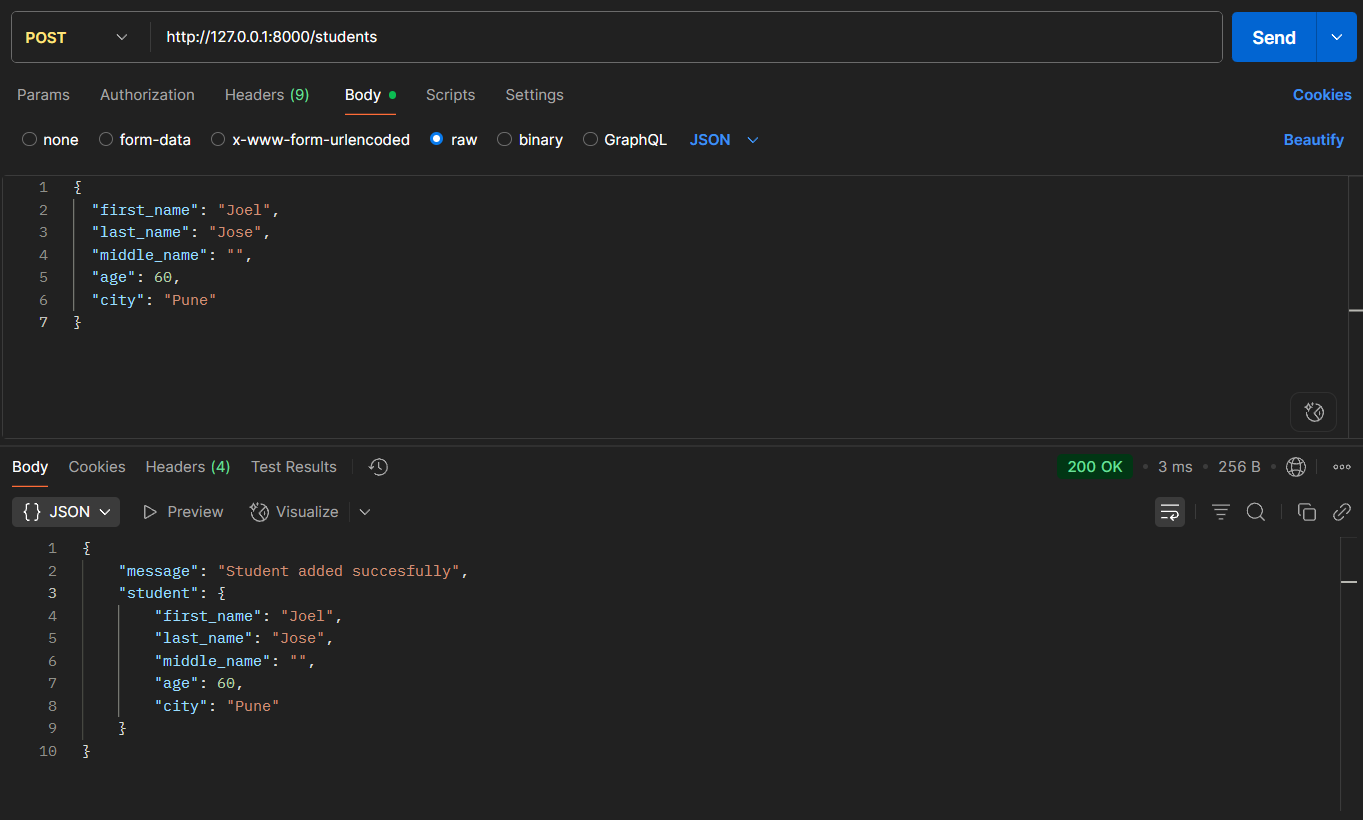 POST http://127.0.0.1:8000/students Send
Params Authorization Headers (9) Body Scripts Settings Cookies
none form-data x-www-form-urlencoded raw binary GraphQL JSON Beautify
1 {
2 "first_name": "Joel",
3 "last_name": "Jose",
4 "middle_name": "",
5 "age": 60,
6 "city": "Pune"
7 }
Body Cookies Headers (4) Test Results 200 OK • 3 ms • 256 B •
{} JSON Preview Visualize
1 {
2 "message": "Student added succesfully",
3 "student": {
4 "first_name": "Joel",
5 "last_name": "Jose",
6 "middle_name": "",
7 "age": 60,
8 "city": "Pune"
9 }
10 }